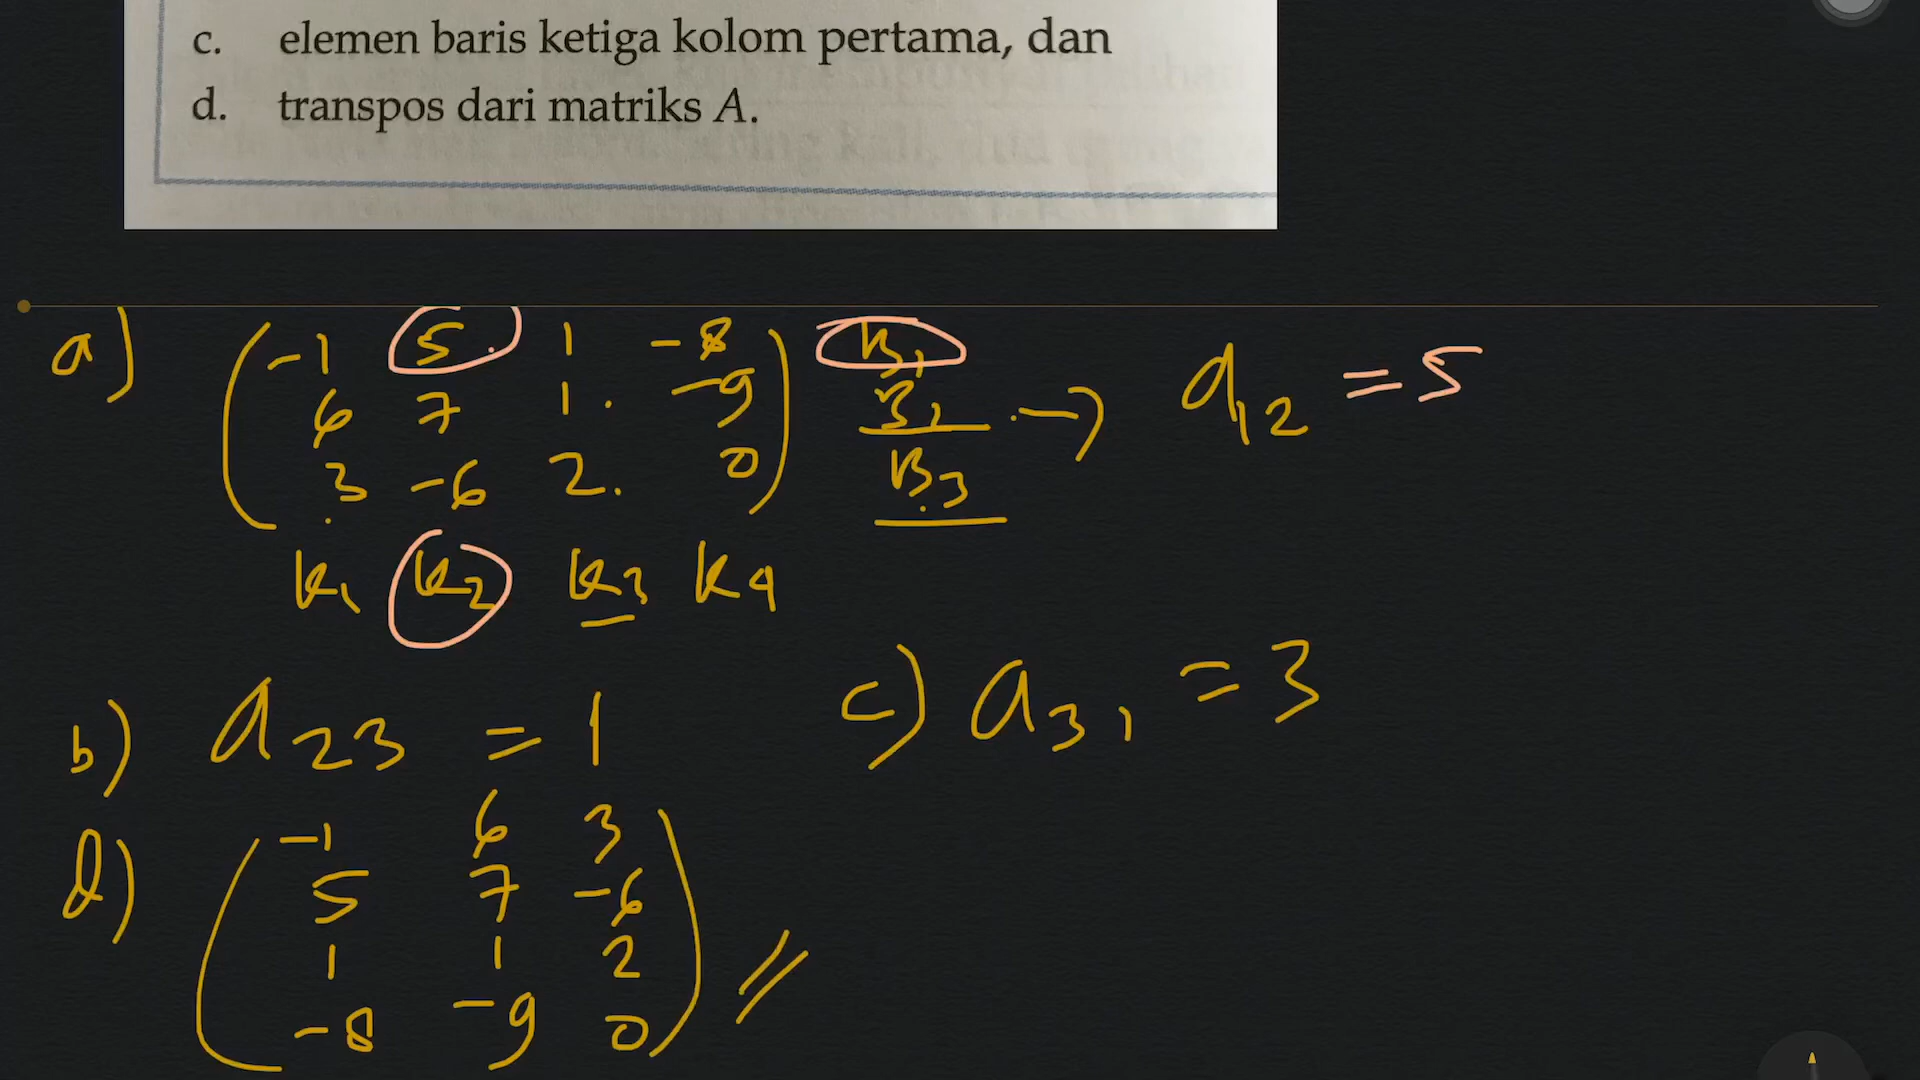 c. elemen baris ketiga kolom pertama, dan
d. transpos dari matriks A.
a) ( -1 5 1 -8 ) B1
6 7 1 -9 B2 → a12 = 5
3 -6 2 0 B3
k1 k2 k3 k4
b) a23 = 1
c) a31 = 3
d) ( -1 6 3 )
5 7 -6
1 1 2
-8 -9 0 //